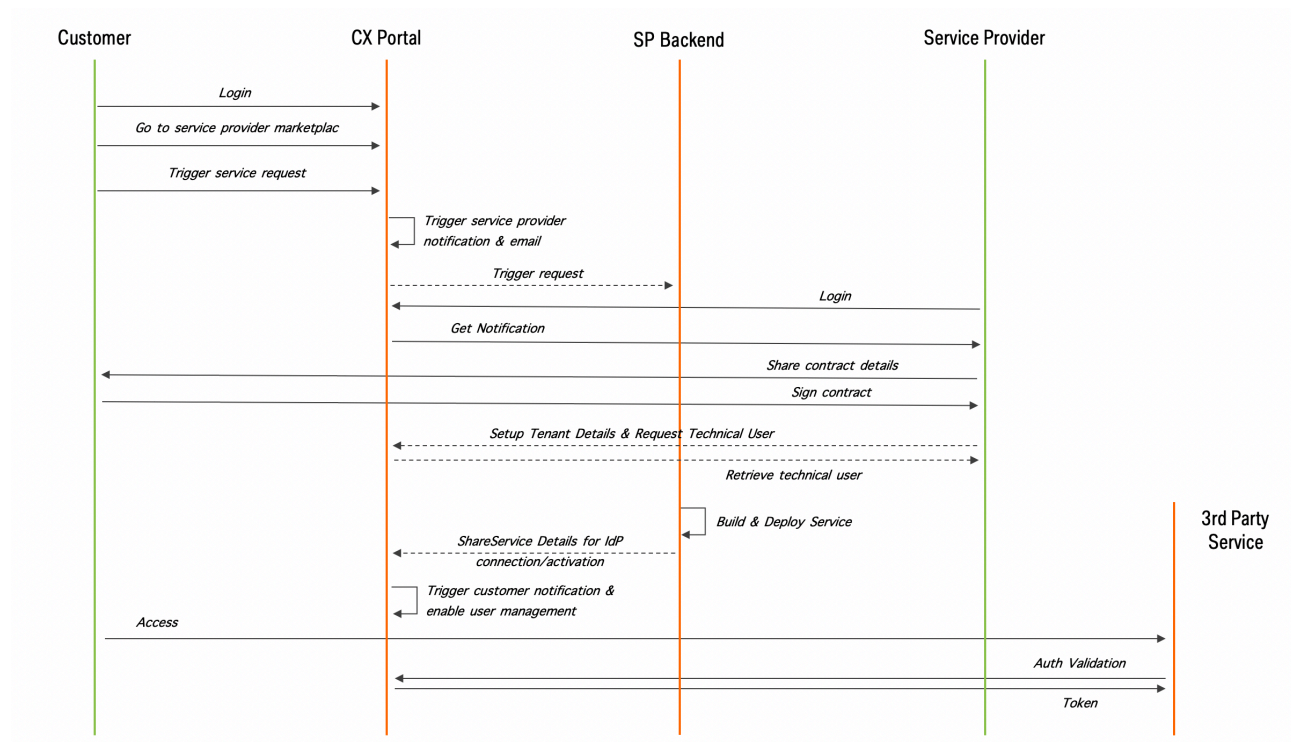 Customer
CX Portal
SP Backend
Service Provider
Login
Go to service provider marketplac
Trigger service request
Trigger service provider
notification & email
Trigger request
Login
Get Notification
Share contract details
Sign contract
Setup Tenant Details & Request Technical User
Retrieve technical user
Build & Deploy Service
3rd Party
Service
ShareService Details for IdP
connection/activation
Trigger customer notification &
enable user management
Access
Auth Validation
Token